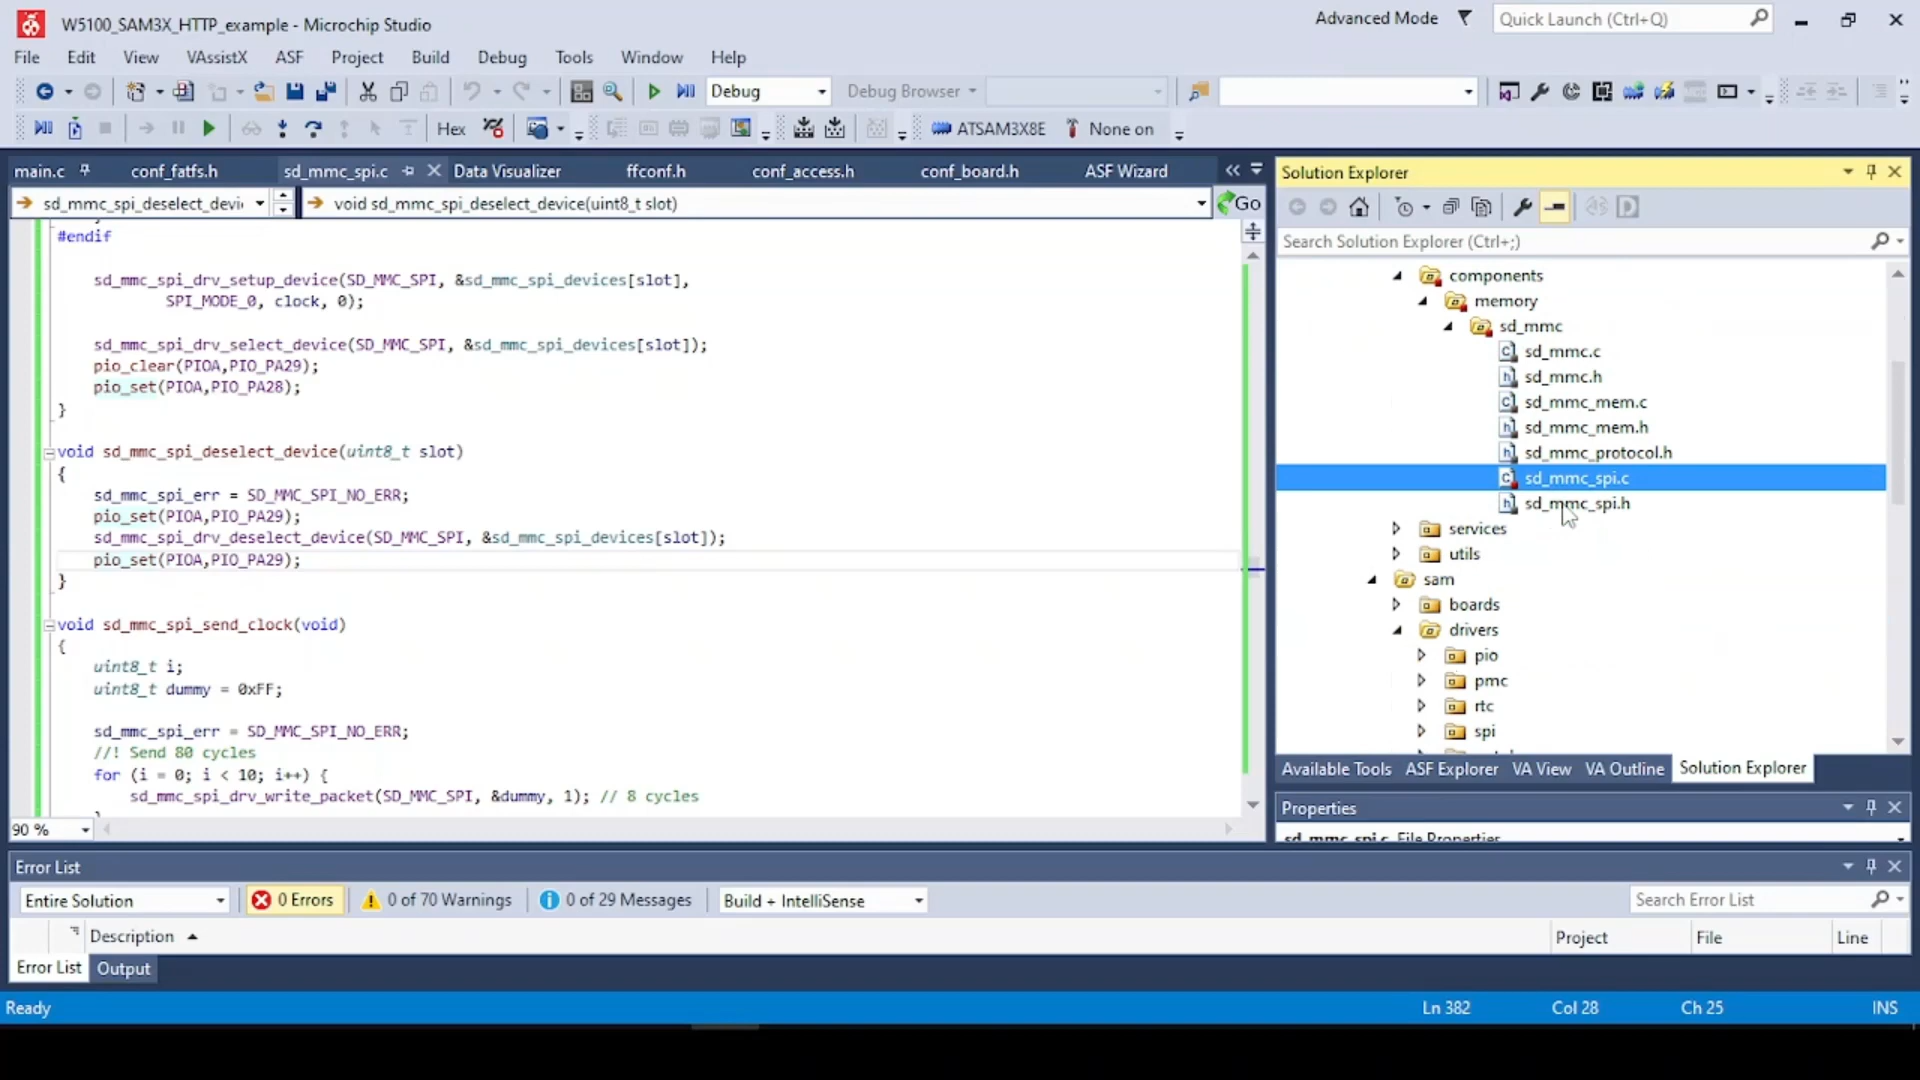 W5100_SAM3X_HTTP_example - Microchip Studio
Advanced Mode
Quick Launch (Ctrl+Q)
File Edit View VAssistX ASF Project Build Debug Tools Window Help
Debug
Debug Browser
Hex
ATSAM3X8E
None on
main.c conf_fatfs.h sd_mmc_spi.c Data Visualizer ffconf.h conf_access.h conf_board.h ASF Wizard
void sd_mmc_spi_deselect_device(uint8_t slot)
Go
#endif
sd_mmc_spi_drv_setup_device(SD_MMC_SPI, &sd_mmc_spi_devices[slot],
SPI_MODE_0, clock, 0);
sd_mmc_spi_drv_select_device(SD_MMC_SPI, &sd_mmc_spi_devices[slot]);
pio_clear(PIOA,PIO_PA29);
pio_set(PIOA,PIO_PA28);
}
void sd_mmc_spi_deselect_device(uint8_t slot)
{
sd_mmc_spi_err = SD_MMC_SPI_NO_ERR;
pio_set(PIOA,PIO_PA29);
sd_mmc_spi_drv_deselect_device(SD_MMC_SPI, &sd_mmc_spi_devices[slot]);
pio_set(PIOA,PIO_PA29);
}
void sd_mmc_spi_send_clock(void)
{
uint8_t i;
uint8_t dummy = 0xFF;
sd_mmc_spi_err = SD_MMC_SPI_NO_ERR;
//! Send 80 cycles
for (i = 0; i < 10; i++) {
sd_mmc_spi_drv_write_packet(SD_MMC_SPI, &dummy, 1); // 8 cycles
90 %
Solution Explorer
Search Solution Explorer (Ctrl+;)
components
memory
sd_mmc
sd_mmc.c
sd_mmc.h
sd_mmc_mem.c
sd_mmc_mem.h
sd_mmc_protocol.h
sd_mmc_spi.c
sd_mmc_spi.h
services
utils
sam
boards
drivers
pio
pmc
rtc
spi
Available Tools ASF Explorer VA View VA Outline Solution Explorer
Properties
sd_mmc_spi.c File Properties
Error List
Entire Solution
0 Errors
0 of 70 Warnings
0 of 29 Messages
Build + IntelliSense
Search Error List
Description Project File Line
Error List Output
Ready
Ln 382 Col 28 Ch 25 INS